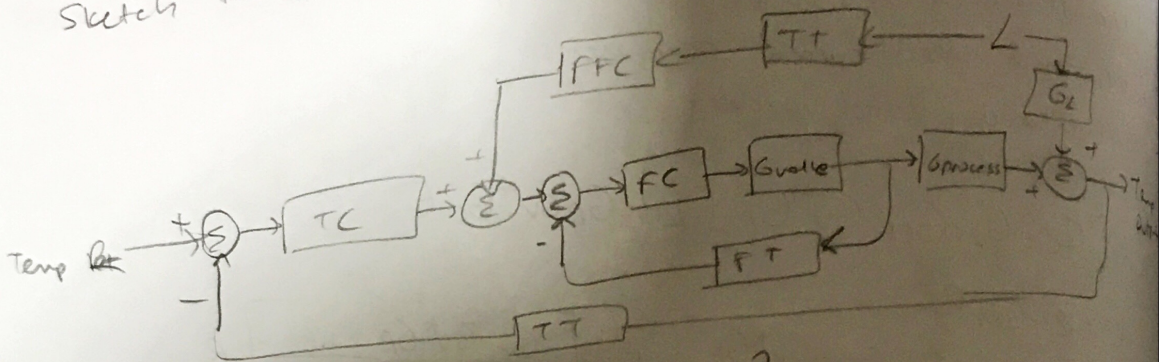 Sketch
TT
L
FFC
GL
+
+
FC
Gvalve
Gprocess
+
+
Σ
+
Σ
TC
Σ
Σ
Temp
-
FT
-
TT